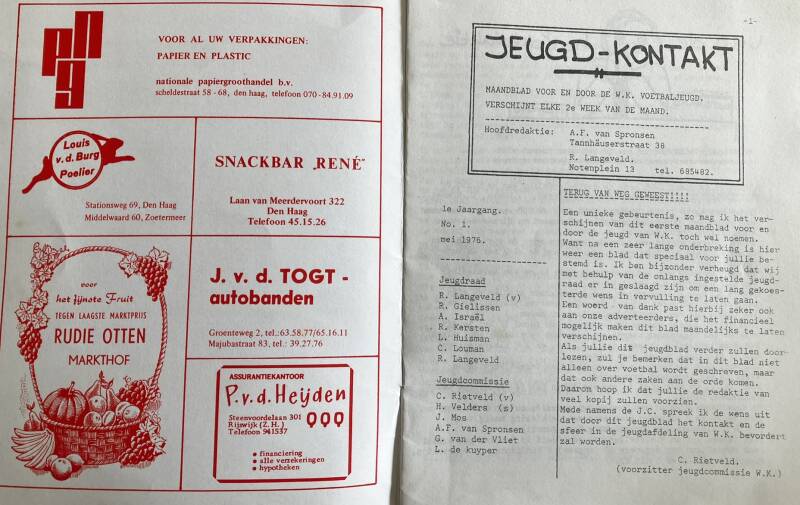 png
VOOR AL UW VERPAKKINGEN:
PAPIER EN PLASTIC
nationale papiergroothandel b.v.
scheldestraat 58 - 68, den haag, telefoon 070 - 84.91.09
Louis
v.d. Burg
Poelier
Stationsweg 69, Den Haag
Middelwaard 60, Zoetermeer
SNACKBAR „RENÉ”
Laan van Meerdervoort 322
Den Haag
Telefoon 45.15.26
voor
het fijnste Fruit
TEGEN LAAGSTE MARKTPRIJS
RUDIE OTTEN
MARKTHOF
J. v. d. TOGT -
autobanden
Groenteweg 2, tel.:63.58.77/65.16.11
Majubastraat 83, tel.: 39.27.76
ASSURANTIEKANTOOR
P.v.d.Heijden
Steenvoordelaan 301
Rijswijk (Z.H.)
Telefoon 941537
• financiering
• alle verzekeringen
• hypotheken
-1-
JEUGD-KONTAKT
MAANDBLAD VOOR EN DOOR DE W.K. VOETBALJEUGD.
VERSCHIJNT ELKE 2e WEEK VAN DE MAAND.
Hoofdredaktie: A.F. van Spronsen
Tannhäuserstraat 38
R. Langeveld.
Notenplein 13 tel. 685482.
1e Jaargang.
No. 1.
mei 1976.
Jeugdraad
R. Langeveld (v)
R. Gielissen
A. Israël
R. Kersten
L. Huisman
C. Louman
R. Langeveld
Jeugdcommissie
C. Rietveld (v)
H. Velders (s)
J. Mos
A.F. van Spronsen
G. van der Vliet
L. de kuyper
TERUG VAN WEG GEWEEST!!!!
Een unieke gebeurtenis, zo mag ik het ver-
schijnen van dit eerste maandblad voor en
door de jeugd van W.K. toch wel noemen.
Want na een zeer lange onderbreking is hier
weer een blad dat speciaal voor jullie be-
stemd is. Ik ben bijzonder verheugd dat wij
met behulp van de onlangs ingestelde jeugd-
raad er in geslaagd zijn om een lang gekoes-
terde wens in vervulling te laten gaan.
Een woord van dank past hierbij zeker ook
aan onze adverteerders, die het financieel
mogelijk maken dit blad maandelijks te laten
verschijnen.
Als jullie dit jeugdblad verder zullen door-
lezen, zul je bemerken dat in dit blad niet
alleen over voetbal wordt geschreven, maar
dat ook andere zaken aan de orde komen.
Daarom hoop ik dat jullie de redaktie van
veel kopij zullen voorzien.
Mede namens de J.C. spreek ik de wens uit
dat door dit jeugdblad het kontakt en de
sfeer in de jeugdafdeling van W.K. bevordert
zal worden.
C. Rietveld.
(voorzitter jeugdcommissie W.K.)